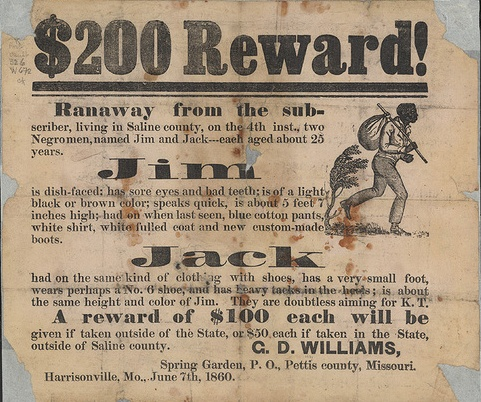 $200 Reward!
Ranaway from the sub-
scriber, living in Saline county, on the 4th inst., two
Negromen, named Jim and Jack---each aged about 25
years.
Jim
is dish-faced; has sore eyes and bad teeth; is of a light
black or brown color; speaks quick, is about 5 feet 7
inches high; had on when last seen, blue cotton pants,
white shirt, white fulled coat and new custom-made
boots.
Jack
had on the same kind of clothing with shoes, has a very small foot,
wears perhaps a No. 6 shoe, and has heavy tacks in the heels; is about
the same height and color of Jim. They are doubtless aiming for K. T.
A reward of $100 each will be
given if taken outside of the State, or $50 each if taken in the State,
outside of Saline county.
G. D. WILLIAMS,
Spring Garden, P. O., Pettis county, Missouri.
Harrisonville, Mo., June 7th, 1860.